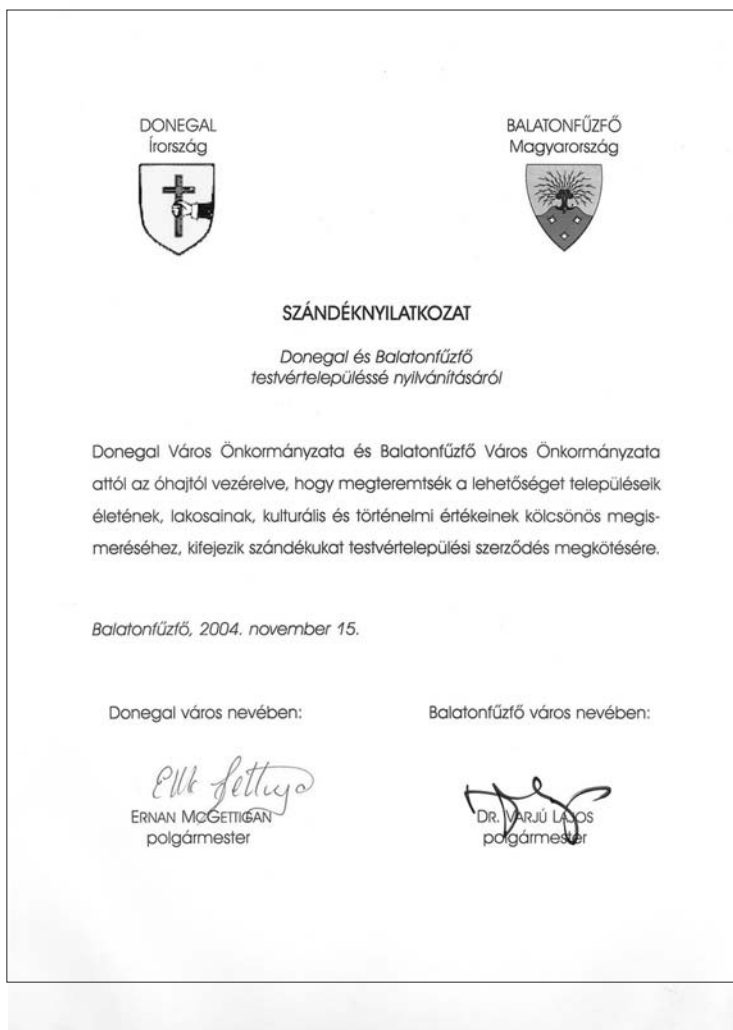 DONEGAL
Írország
BALATONFŰZFŐ
Magyarország
SZÁNDÉKNYILATKOZAT
Donegal és Balatonfűzfő
testvértelepüléssé nyilvánításáról
Donegal Város Önkormányzata és Balatonfűzfő Város Önkormányzata
attól az óhajtól vezérelve, hogy megteremtsék a lehetőséget településeik
életének, lakosainak, kulturális és történelmi értékeinek kölcsönös megis-
meréséhez, kifejezik szándékukat testvértelepülési szerződés megkötésére.
Balatonfűzfő, 2004. november 15.
Donegal város nevében:
Balatonfűzfő város nevében:
ERNAN MCGETTIGAN
polgármester
DR. VARJÚ LAJOS
polgármester